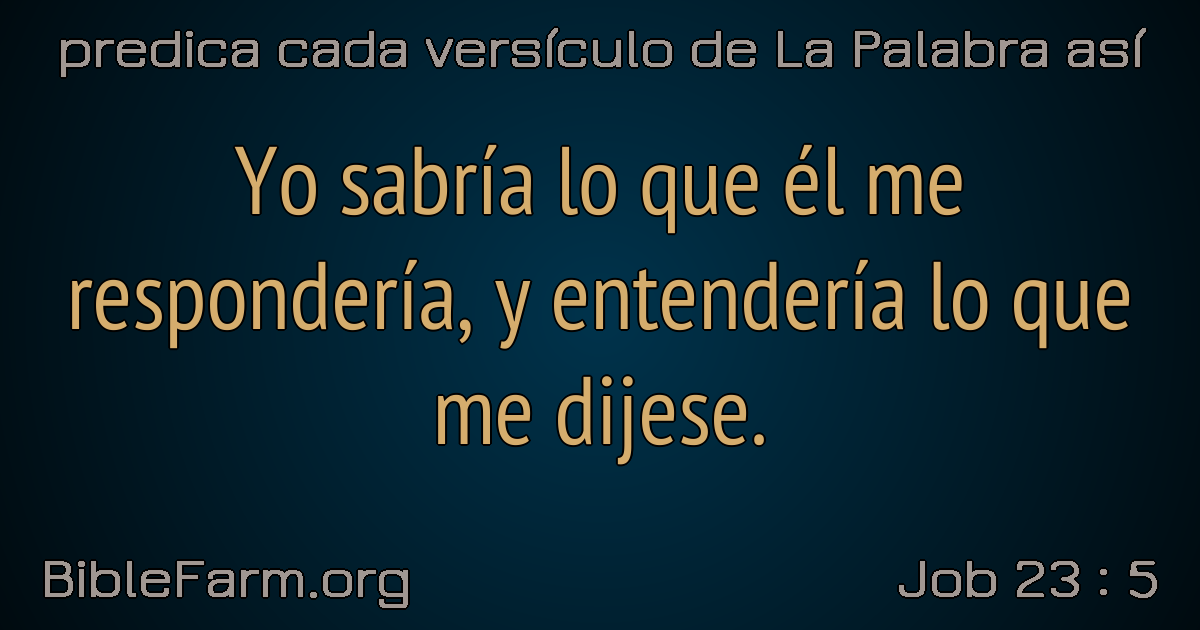 predica cada versículo de La Palabra así
Yo sabría lo que él me
respondería, y entendería lo que
me dijese.
BibleFarm.org
Job 23 : 5